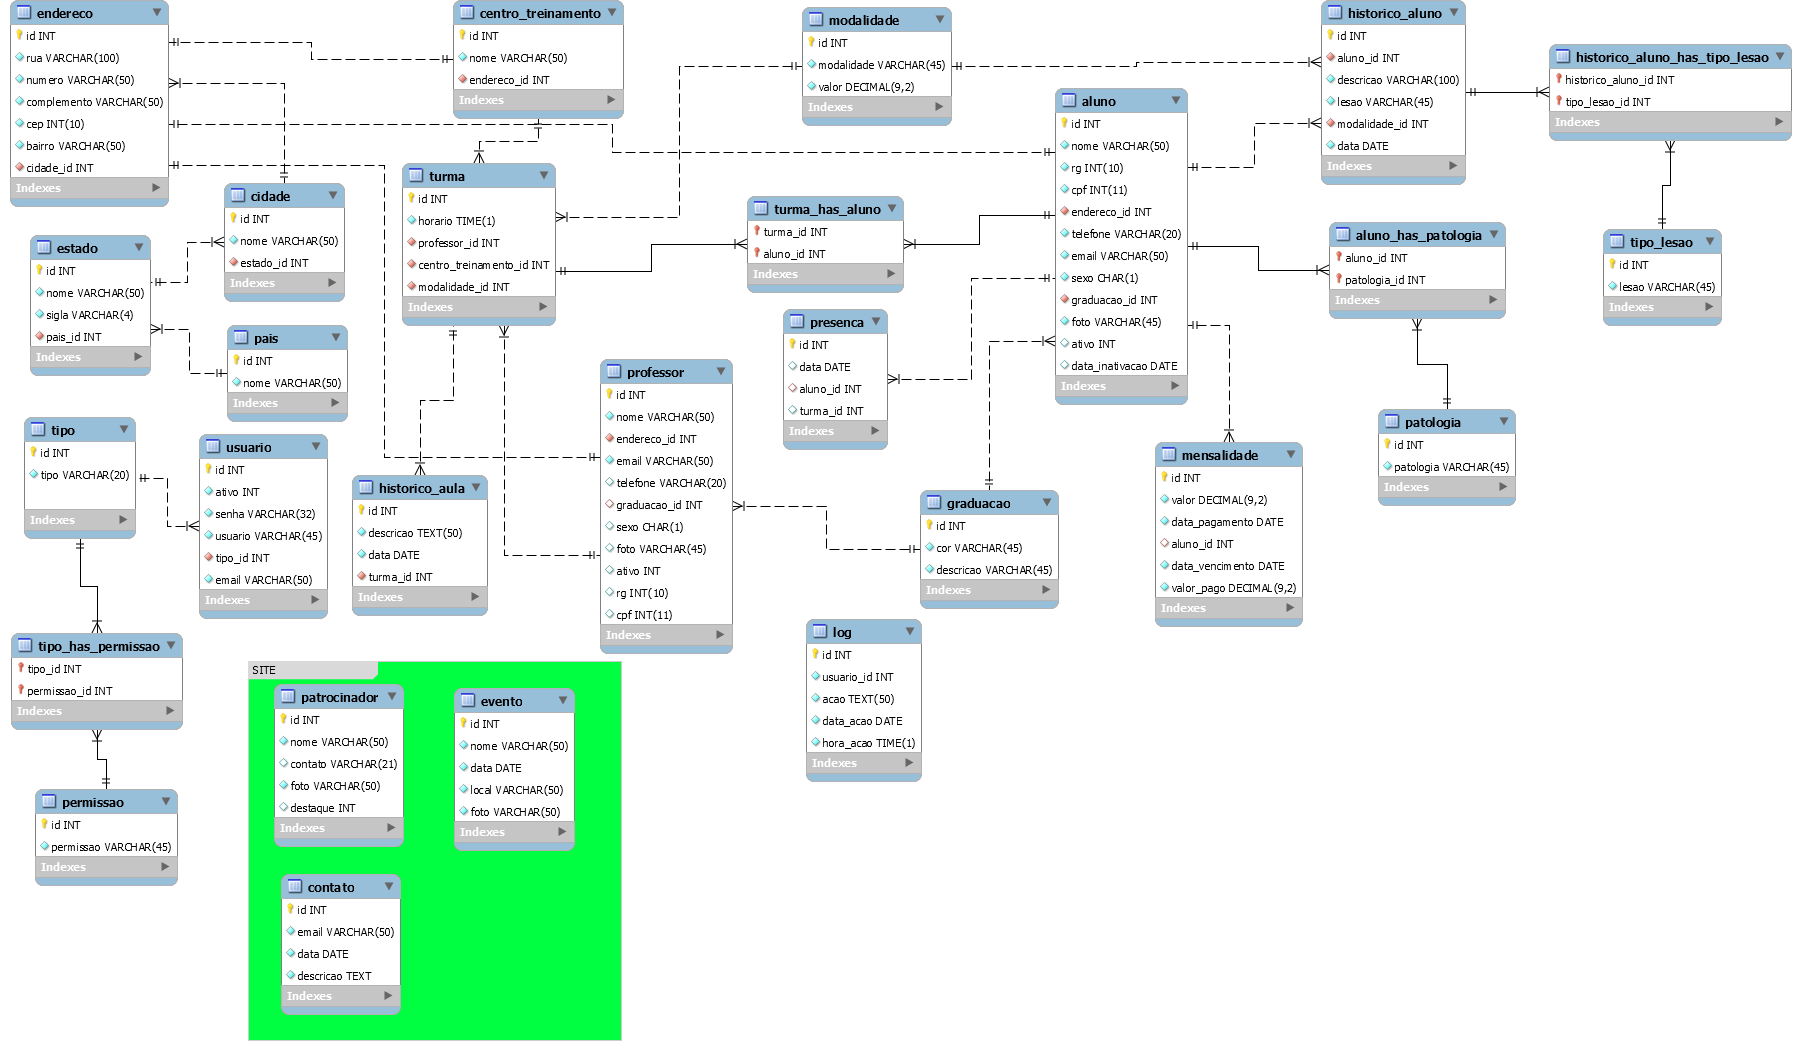 endereco
id INT
rua VARCHAR(100)
numero VARCHAR(50)
complemento VARCHAR(50)
cep INT(10)
bairro VARCHAR(50)
cidade_id INT
Indexes
centro_treinamento
id INT
nome VARCHAR(50)
endereco_id INT
Indexes
modalidade
id INT
modalidade VARCHAR(45)
valor DECIMAL(9,2)
Indexes
historico_aluno
id INT
aluno_id INT
descricao VARCHAR(100)
lesao VARCHAR(45)
modalidade_id INT
data DATE
Indexes
historico_aluno_has_tipo_lesao
historico_aluno_id INT
tipo_lesao_id INT
Indexes
aluno
id INT
nome VARCHAR(50)
rg INT(10)
cpf INT(11)
endereco_id INT
telefone VARCHAR(20)
email VARCHAR(50)
sexo CHAR(1)
graduacao_id INT
foto VARCHAR(45)
ativo INT
data_inativacao DATE
Indexes
turma
id INT
horario TIME(1)
professor_id INT
centro_treinamento_id INT
modalidade_id INT
Indexes
cidade
id INT
nome VARCHAR(50)
estado_id INT
Indexes
turma_has_aluno
turma_id INT
aluno_id INT
Indexes
aluno_has_patologia
aluno_id INT
patologia_id INT
Indexes
tipo_lesao
id INT
lesao VARCHAR(45)
Indexes
estado
id INT
nome VARCHAR(50)
sigla VARCHAR(4)
pais_id INT
Indexes
pais
id INT
nome VARCHAR(50)
Indexes
presenca
id INT
data DATE
aluno_id INT
turma_id INT
Indexes
professor
id INT
nome VARCHAR(50)
endereco_id INT
email VARCHAR(50)
telefone VARCHAR(20)
graduacao_id INT
sexo CHAR(1)
foto VARCHAR(45)
ativo INT
rg INT(10)
cpf INT(11)
Indexes
patologia
id INT
patologia VARCHAR(45)
Indexes
tipo
id INT
tipo VARCHAR(20)
Indexes
usuario
id INT
ativo INT
senha VARCHAR(32)
usuario VARCHAR(45)
tipo_id INT
email VARCHAR(50)
Indexes
mensalidade
id INT
valor DECIMAL(9,2)
data_pagamento DATE
aluno_id INT
data_vencimento DATE
valor_pago DECIMAL(9,2)
Indexes
historico_aula
id INT
descricao TEXT(50)
data DATE
turma_id INT
Indexes
graduacao
id INT
cor VARCHAR(45)
descricao VARCHAR(45)
Indexes
log
id INT
usuario_id INT
acao TEXT(50)
data_acao DATE
hora_acao TIME(1)
Indexes
tipo_has_permissao
tipo_id INT
permissao_id INT
Indexes
SITE
patrocinador
id INT
nome VARCHAR(50)
contato VARCHAR(21)
foto VARCHAR(50)
destaque INT
Indexes
evento
id INT
nome VARCHAR(50)
data DATE
local VARCHAR(50)
foto VARCHAR(50)
Indexes
permissao
id INT
permissao VARCHAR(45)
Indexes
contato
id INT
email VARCHAR(50)
data DATE
descricao TEXT
Indexes